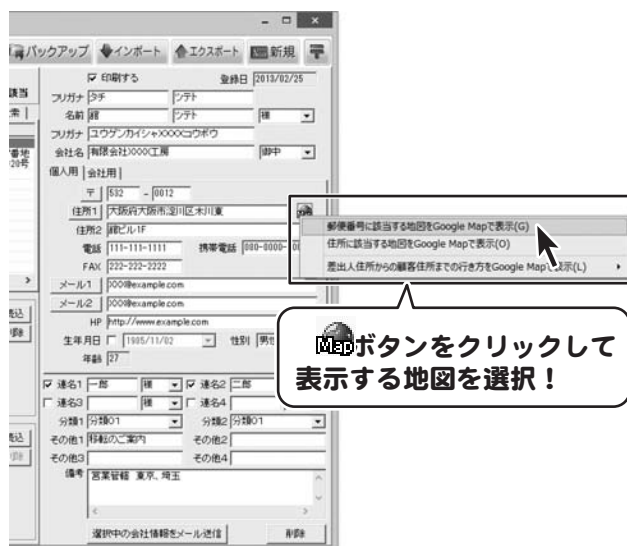 バックアップ インポート エクスポート 新規
印刷する 登録日 2013/02/25
フリガナ タチ ツテト
名前 館 ツテト 様
フリガナ ユウゲンカイシャXXXXコウボウ
会社名 有限会社)XXX工房 御中
個人用 会社用
〒 532 - 0012
住所1 大阪府大阪市淀川区木川東
住所2 館ビル1F
電話 111-111-1111 携帯電話 000-0000-
FAX 222-222-2222
メール1 XXX@example.com
メール2 XXX@example.com
HP http://www.example.com
生年月日 1985/11/02 性別 男性
年齢 27
連名1 一郎 様 連名2 二郎
連名3 様 連名4
分類1 分類01 分類2 分類01
その他1 移転のご案内 その他2
その他3 その他4
備考 営業管轄 東京、埼玉
選択中の会社情報をメール送信 削除
郵便番号に該当する地図をGoogle Mapで表示(G)
住所に該当する地図をGoogle Mapで表示(O)
差出人住所からの顧客住所までの行き方をGoogle Mapで表示(L)
Mapボタンをクリックして
表示する地図を選択！